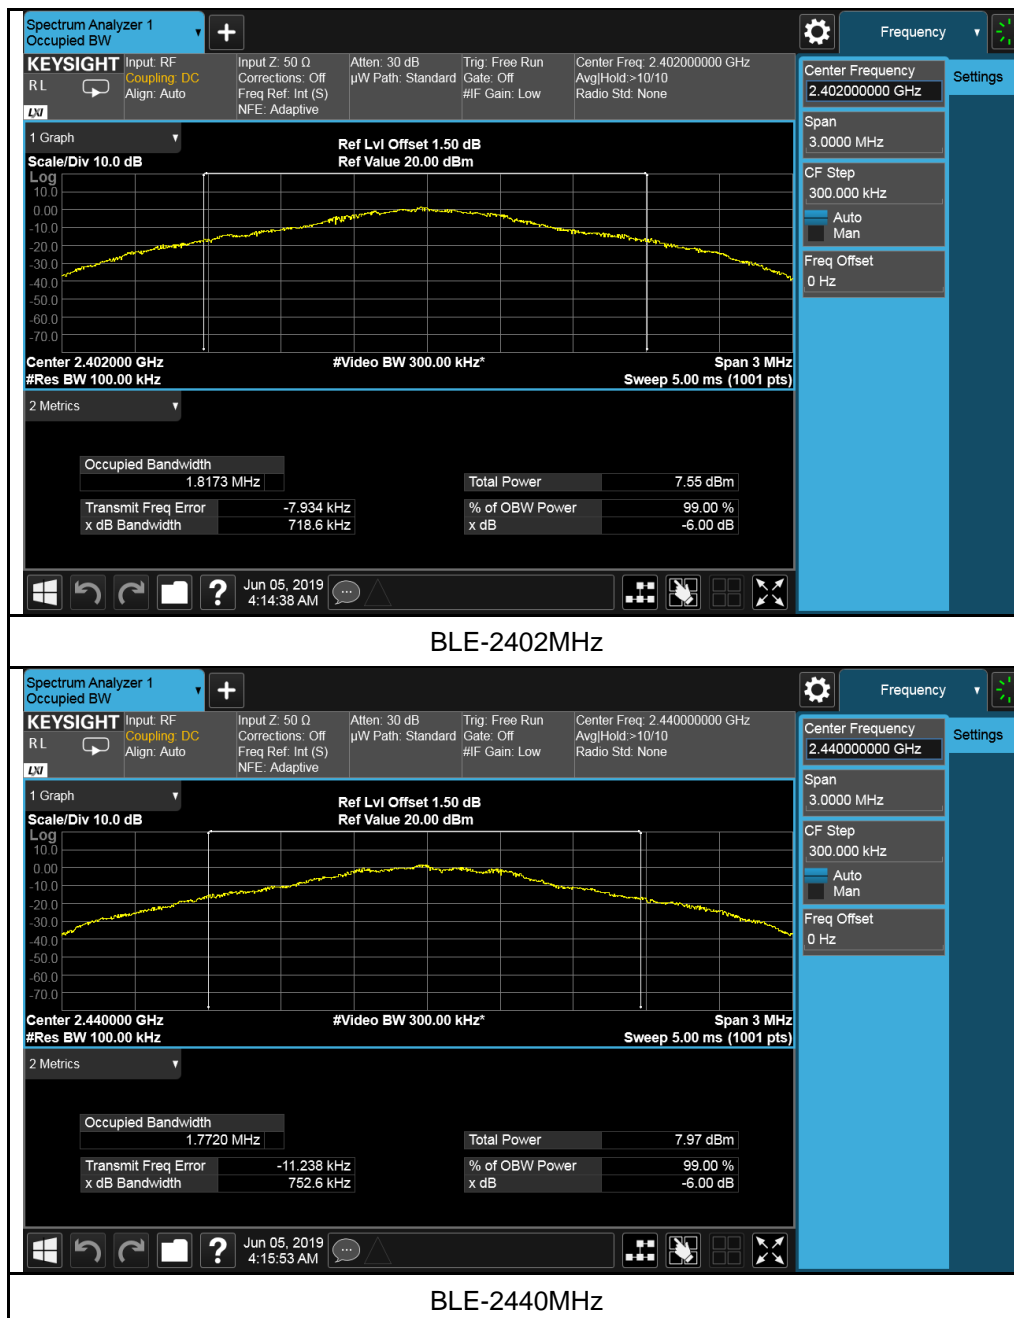 Spectrum Analyzer 1
Occupied BW
+
Frequency
KEYSIGHT
RL
LXI
Input: RF
Coupling: DC
Align: Auto
Input Z: 50 Ω
Corrections: Off
Freq Ref: Int (S)
NFE: Adaptive
Atten: 30 dB
µW Path: Standard
Trig: Free Run
Gate: Off
#IF Gain: Low
Center Freq: 2.402000000 GHz
Avg|Hold:>10/10
Radio Std: None
Center Frequency
2.402000000 GHz
Settings
Span
3.0000 MHz
CF Step
300.000 kHz
Auto
Man
Freq Offset
0 Hz
1 Graph
Scale/Div 10.0 dB
Ref Lvl Offset 1.50 dB
Ref Value 20.00 dBm
Log
10.0
0.00
-10.0
-20.0
-30.0
-40.0
-50.0
-60.0
-70.0
Center 2.402000 GHz
#Video BW 300.00 kHz*
Span 3 MHz
#Res BW 100.00 kHz
Sweep 5.00 ms (1001 pts)
2 Metrics
Occupied Bandwidth
1.8173 MHz
Total Power 7.55 dBm
Transmit Freq Error -7.934 kHz
% of OBW Power 99.00 %
x dB Bandwidth 718.6 kHz
x dB -6.00 dB
?
Jun 05, 2019
4:14:38 AM
BLE-2402MHz
Spectrum Analyzer 1
Occupied BW
+
Frequency
KEYSIGHT
RL
LXI
Input: RF
Coupling: DC
Align: Auto
Input Z: 50 Ω
Corrections: Off
Freq Ref: Int (S)
NFE: Adaptive
Atten: 30 dB
µW Path: Standard
Trig: Free Run
Gate: Off
#IF Gain: Low
Center Freq: 2.440000000 GHz
Avg|Hold:>10/10
Radio Std: None
Center Frequency
2.440000000 GHz
Settings
Span
3.0000 MHz
CF Step
300.000 kHz
Auto
Man
Freq Offset
0 Hz
1 Graph
Scale/Div 10.0 dB
Ref Lvl Offset 1.50 dB
Ref Value 20.00 dBm
Log
10.0
0.00
-10.0
-20.0
-30.0
-40.0
-50.0
-60.0
-70.0
Center 2.440000 GHz
#Video BW 300.00 kHz*
Span 3 MHz
#Res BW 100.00 kHz
Sweep 5.00 ms (1001 pts)
2 Metrics
Occupied Bandwidth
1.7720 MHz
Total Power 7.97 dBm
Transmit Freq Error -11.238 kHz
% of OBW Power 99.00 %
x dB Bandwidth 752.6 kHz
x dB -6.00 dB
?
Jun 05, 2019
4:15:53 AM
BLE-2440MHz